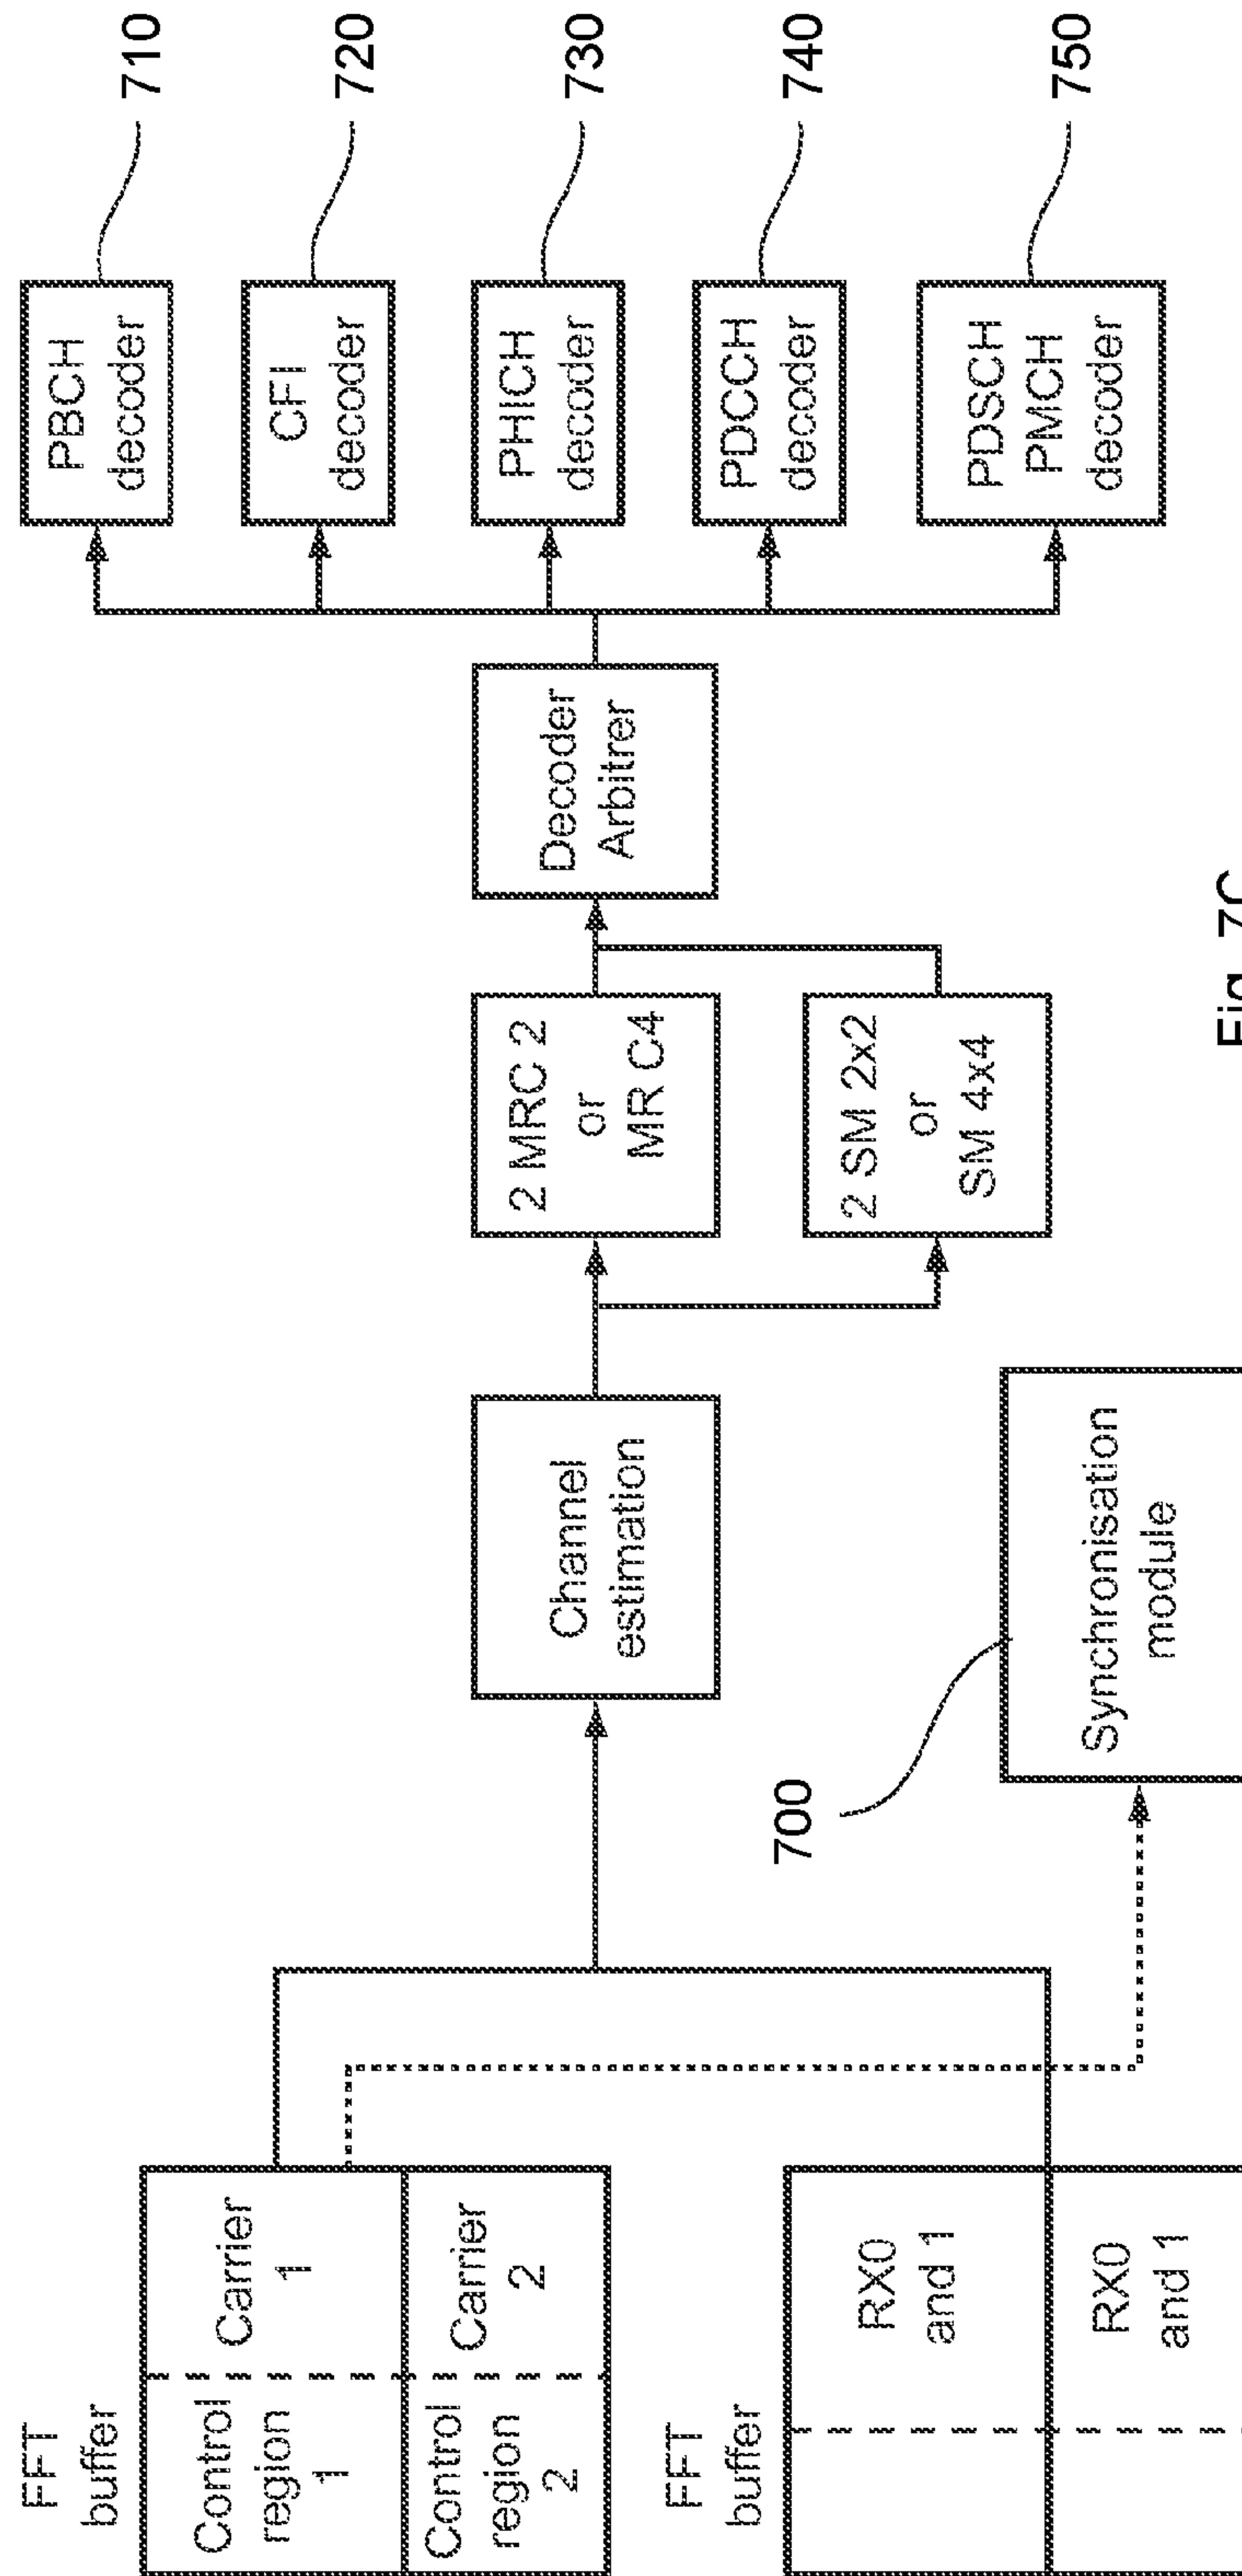 FFT
buffer
Control
region
1
Carrier
1
Control
region
2
Carrier
2
FFT
buffer
RX0
and 1
RX0
and 1
Channel
estimation
700
Synchronisation
module
2 MRC 2
or
MR C4
2 SM 2x2
or
SM 4x4
Decoder
Arbitrer
PBCH
decoder
710
CFI
decoder
720
PHICH
decoder
730
PDCCH
decoder
740
PDSCH
PMCH
decoder
750
Fig. 7C